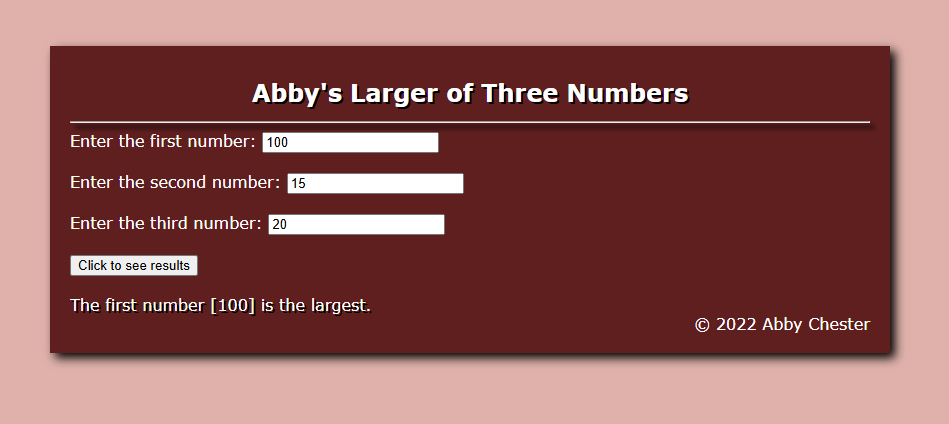 Abby's Larger of Three Numbers
Enter the first number: 100
Enter the second number: 15
Enter the third number: 20
Click to see results
The first number [100] is the largest.
© 2022 Abby Chester